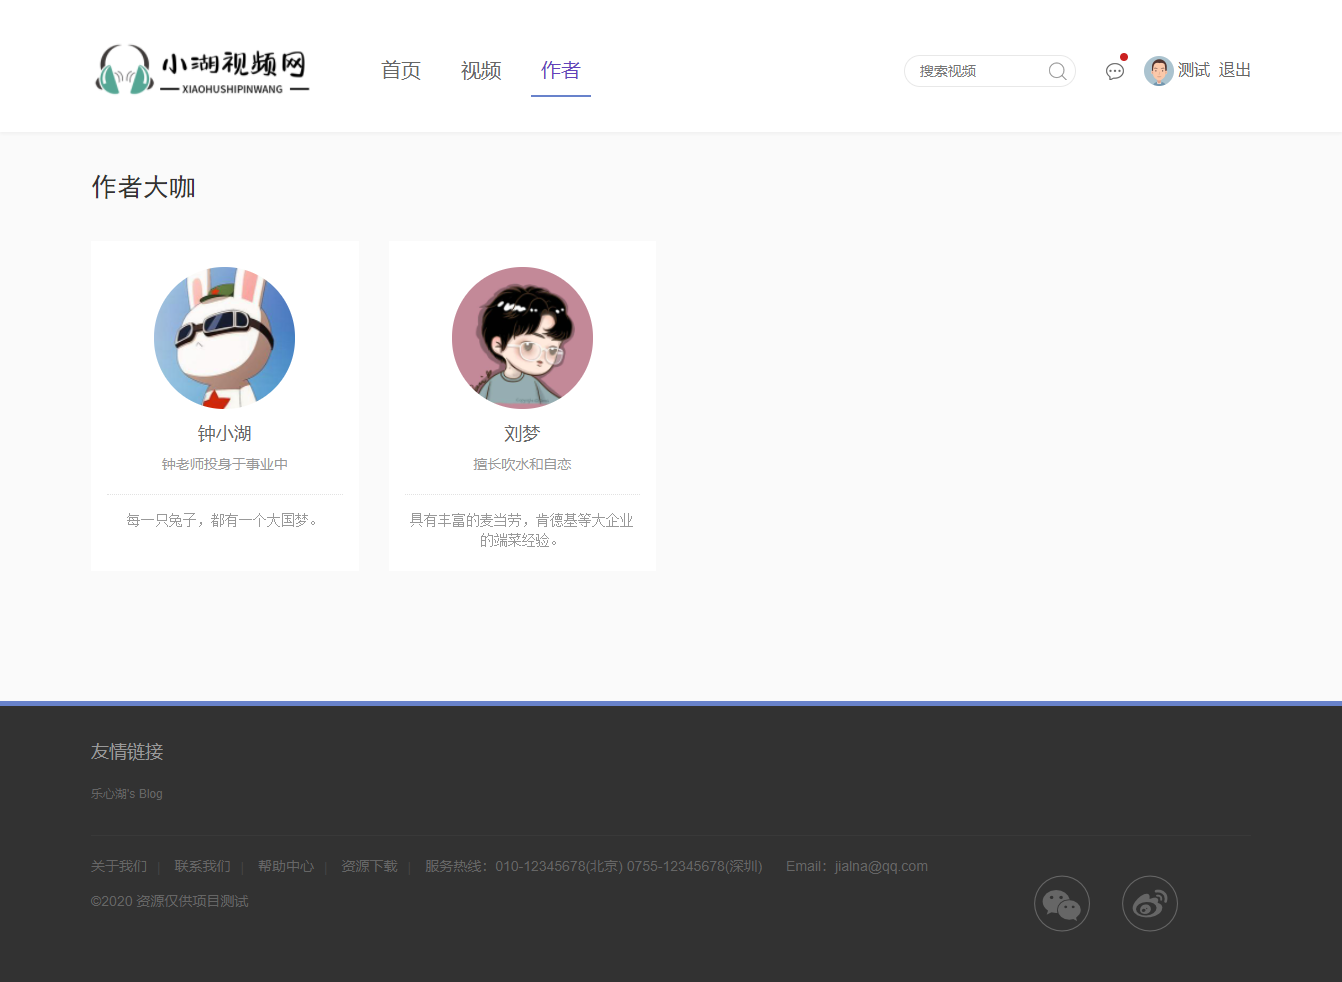 小湖视频网
XIAOHUSHIPINWANG
首页 视频 作者 搜索视频 测试 退出
作者大咖
钟小湖
钟老师投身于事业中
每一只兔子，都有一个大国梦。
刘梦
擅长吹水和自恋
具有丰富的麦当劳，肯德基等大企业
的端菜经验。
友情链接
乐心湖's Blog
关于我们 | 联系我们 | 帮助中心 | 资源下载 | 服务热线：010-12345678(北京) 0755-12345678(深圳) Email：jialna@qq.com
©2020 资源仅供项目测试